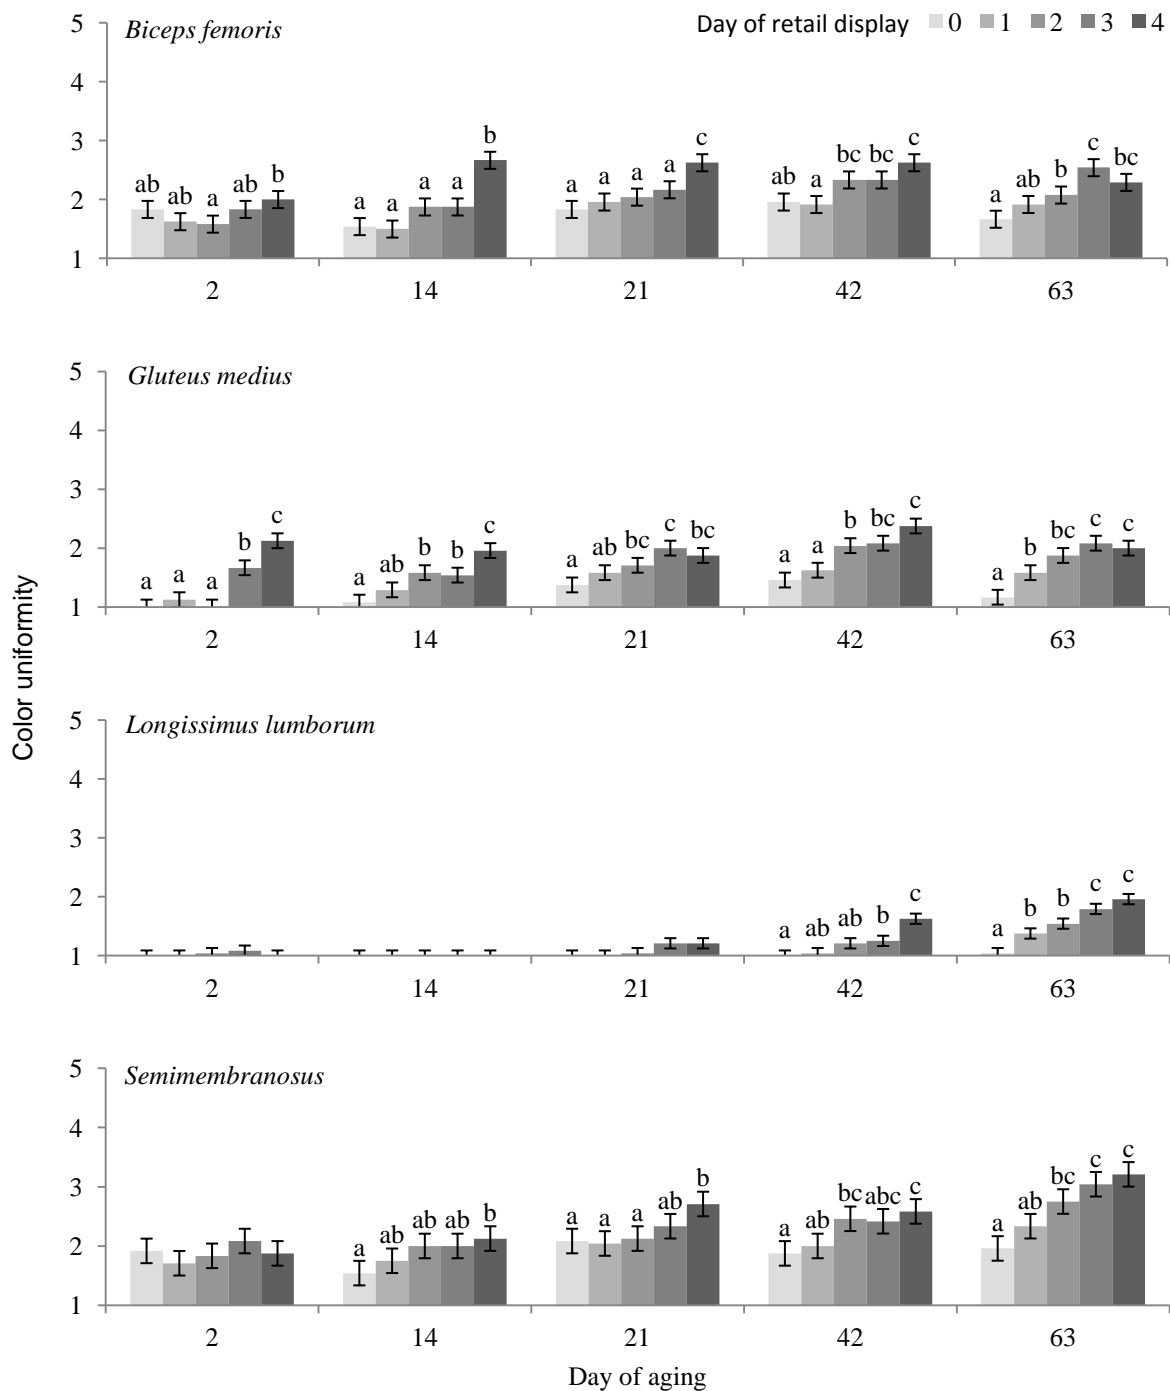 Biceps femoris
Day of retail display 0 1 2 3 4
5
4
3
2
1
ab ab a ab b
a a a a b
a a a a c
ab a bc bc c
a ab b c bc
2 14 21 42 63
Gluteus medius
5
4
3
2
1
a a a b c
a ab b b c
a ab bc c bc
a a b bc c
a b bc c c
2 14 21 42 63
Color uniformity
Longissimus lumborum
5
4
3
2
1
a ab ab b c
a b b c c
2 14 21 42 63
Semimembranosus
5
4
3
2
1
a ab ab ab b
a a a ab b
a ab bc abc c
a ab bc c c
2 14 21 42 63
Day of aging